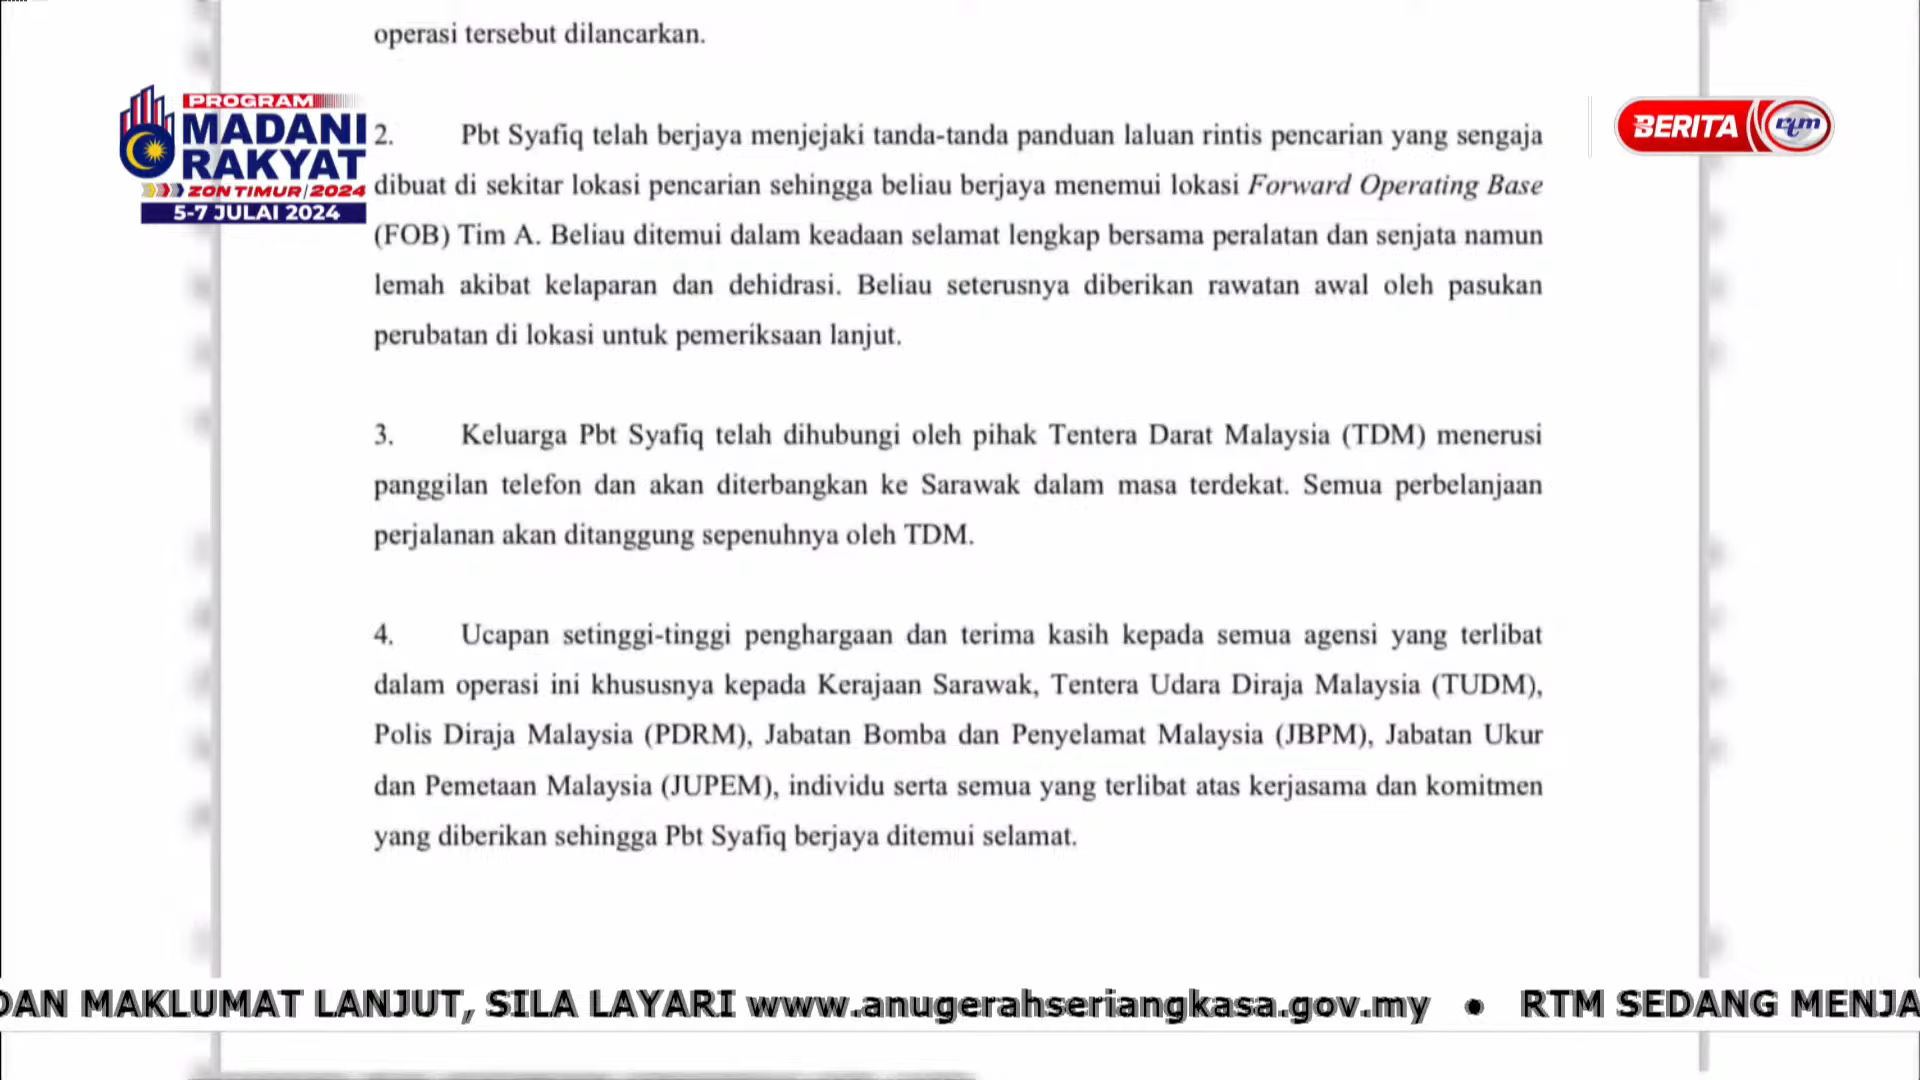 operasi tersebut dilancarkan.
PROGRAM
MADANI
RAKYAT
ZON TIMUR/2024
5-7 JULAI 2024
BERITA rtm
2. Pbt Syafiq telah berjaya menjejaki tanda-tanda panduan laluan rintis pencarian yang sengaja
dibuat di sekitar lokasi pencarian sehingga beliau berjaya menemui lokasi Forward Operating Base
(FOB) Tim A. Beliau ditemui dalam keadaan selamat lengkap bersama peralatan dan senjata namun
lemah akibat kelaparan dan dehidrasi. Beliau seterusnya diberikan rawatan awal oleh pasukan
perubatan di lokasi untuk pemeriksaan lanjut.
3. Keluarga Pbt Syafiq telah dihubungi oleh pihak Tentera Darat Malaysia (TDM) menerusi
panggilan telefon dan akan diterbangkan ke Sarawak dalam masa terdekat. Semua perbelanjaan
perjalanan akan ditanggung sepenuhnya oleh TDM.
4. Ucapan setinggi-tinggi penghargaan dan terima kasih kepada semua agensi yang terlibat
dalam operasi ini khususnya kepada Kerajaan Sarawak, Tentera Udara Diraja Malaysia (TUDM),
Polis Diraja Malaysia (PDRM), Jabatan Bomba dan Penyelamat Malaysia (JBPM), Jabatan Ukur
dan Pemetaan Malaysia (JUPEM), individu serta semua yang terlibat atas kerjasama dan komitmen
yang diberikan sehingga Pbt Syafiq berjaya ditemui selamat.
DAN MAKLUMAT LANJUT, SILA LAYARI www.anugerahseriangkasa.gov.my • RTM SEDANG MENJA